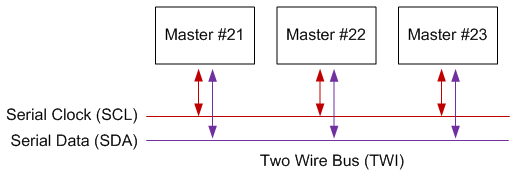 Master #21
Master #22
Master #23
Serial Clock (SCL)
Serial Data (SDA)
Two Wire Bus (TWI)